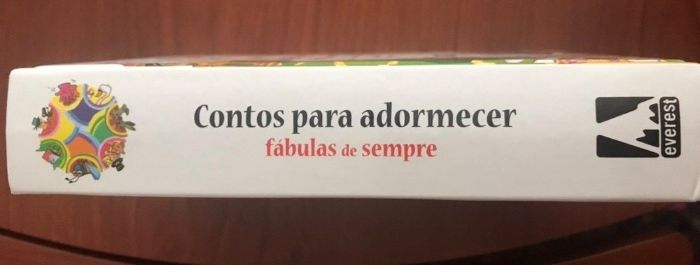 Contos para adormecer
fábulas de sempre
everest